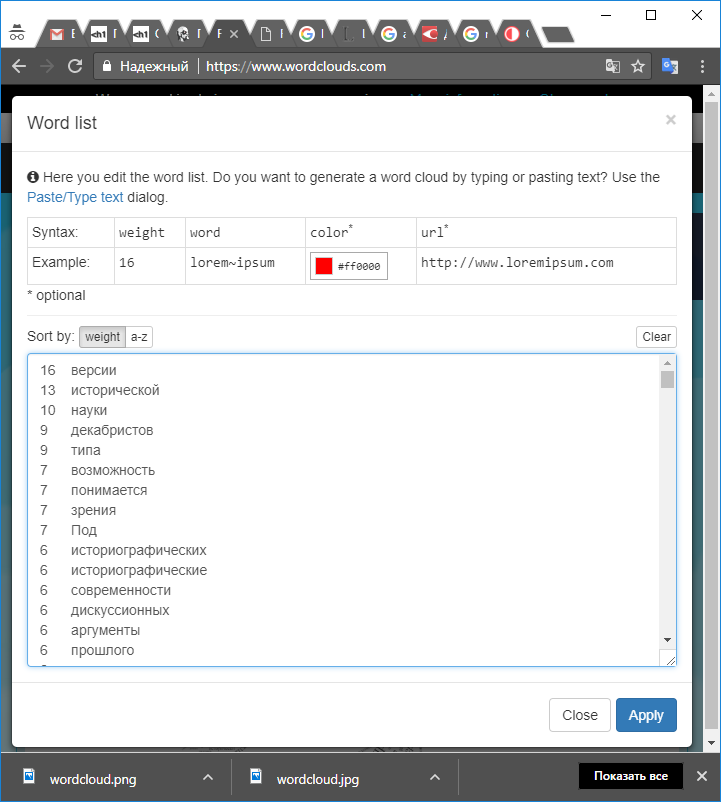 Надежный https://www.wordclouds.com
Word list ×
Here you edit the word list. Do you want to generate a word cloud by typing or pasting text? Use the
Paste/Type text dialog.
Syntax: weight word color* url*
Example: 16 lorem~ipsum #ff0000 http://www.loremipsum.com
* optional
Sort by: weight a-z Clear
16 версии
13 исторической
10 науки
9 декабристов
9 типа
7 возможность
7 понимается
7 зрения
7 Под
6 историографических
6 историографические
6 современности
6 дискуссионных
6 аргументы
6 прошлого
Close Apply
wordcloud.png wordcloud.jpg Показать все